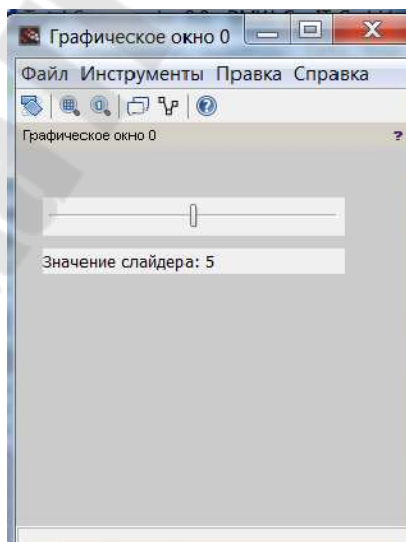 Графическое окно 0
Файл Инструменты Правка Справка
Графическое окно 0 ?
Значение слайдера: 5